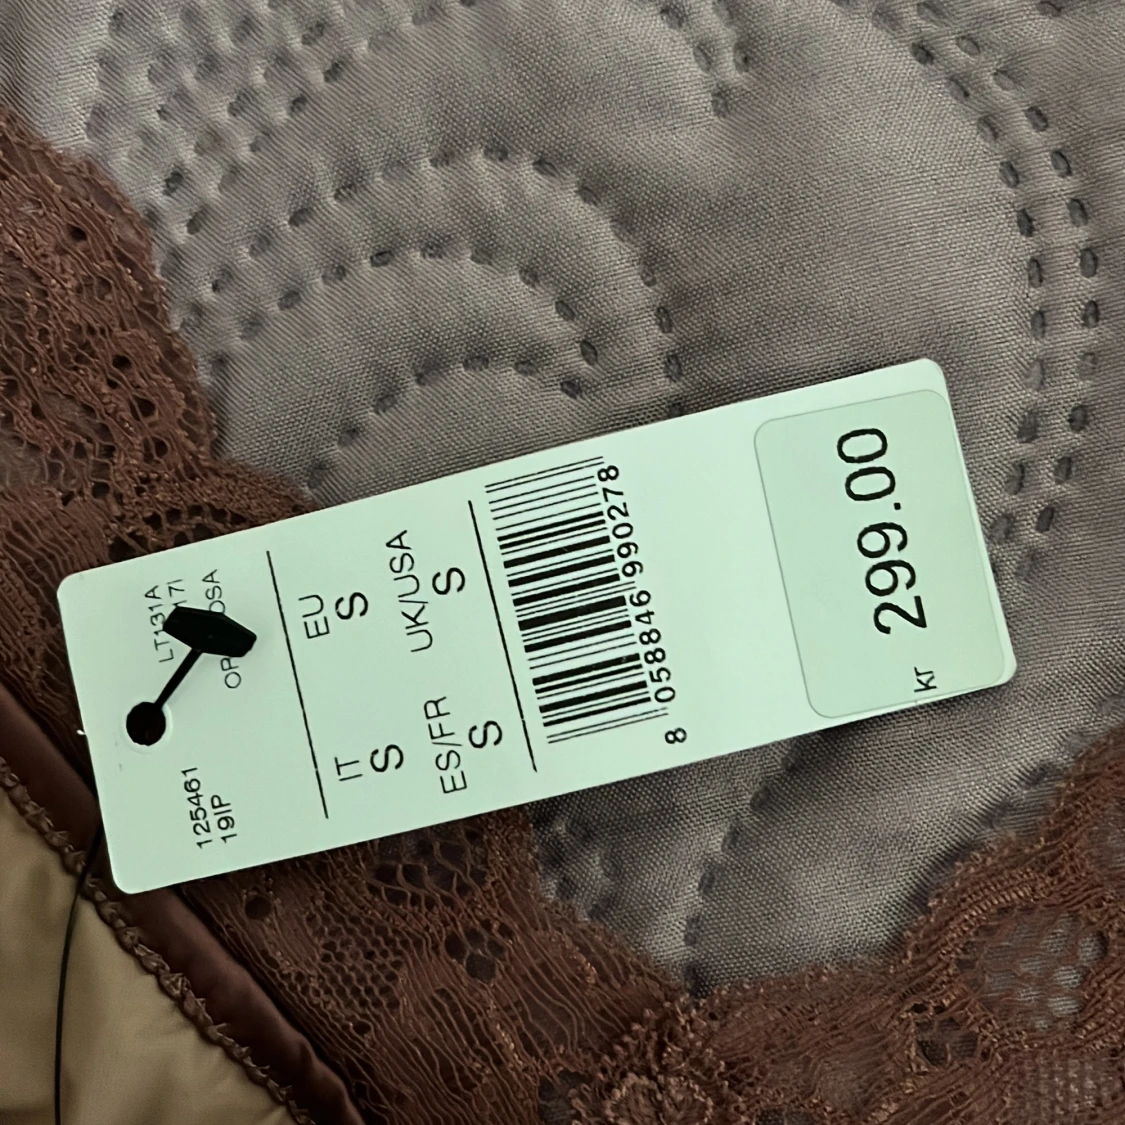 LT131A
125461
19IP
IT
S
EU
S
ES/FR
S
UK/USA
S
8 058846 990278
kr 299.00